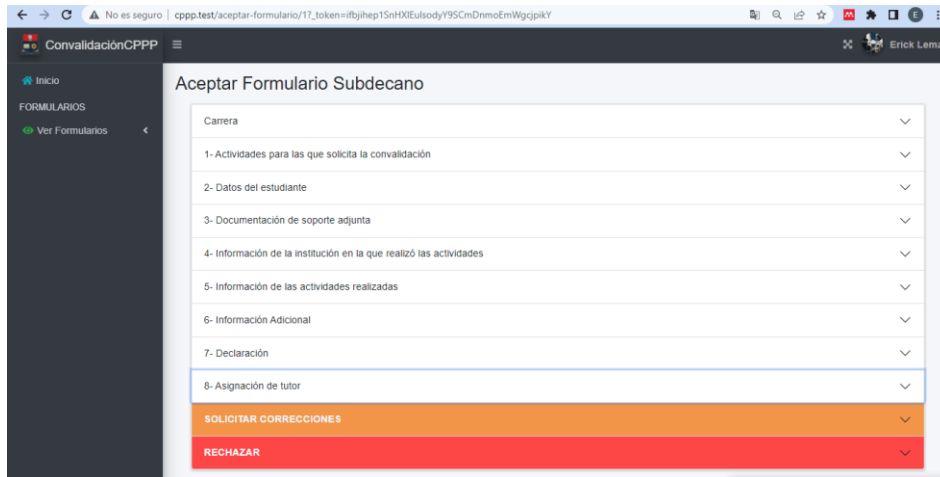 No es seguro | cppp.test/aceptar-formulario/1?_token=ifbjihep1SnHXlEulsodyY9SCmDnmoEmWgcjpikY
E
ConvalidaciónCPPP
Erick Lema
Inicio
FORMULARIOS
Ver Formularios
Aceptar Formulario Subdecano
Carrera
1- Actividades para las que solicita la convalidación
2- Datos del estudiante
3- Documentación de soporte adjunta
4- Información de la institución en la que realizó las actividades
5- Información de las actividades realizadas
6- Información Adicional
7- Declaración
8- Asignación de tutor
SOLICITAR CORRECCIONES
RECHAZAR